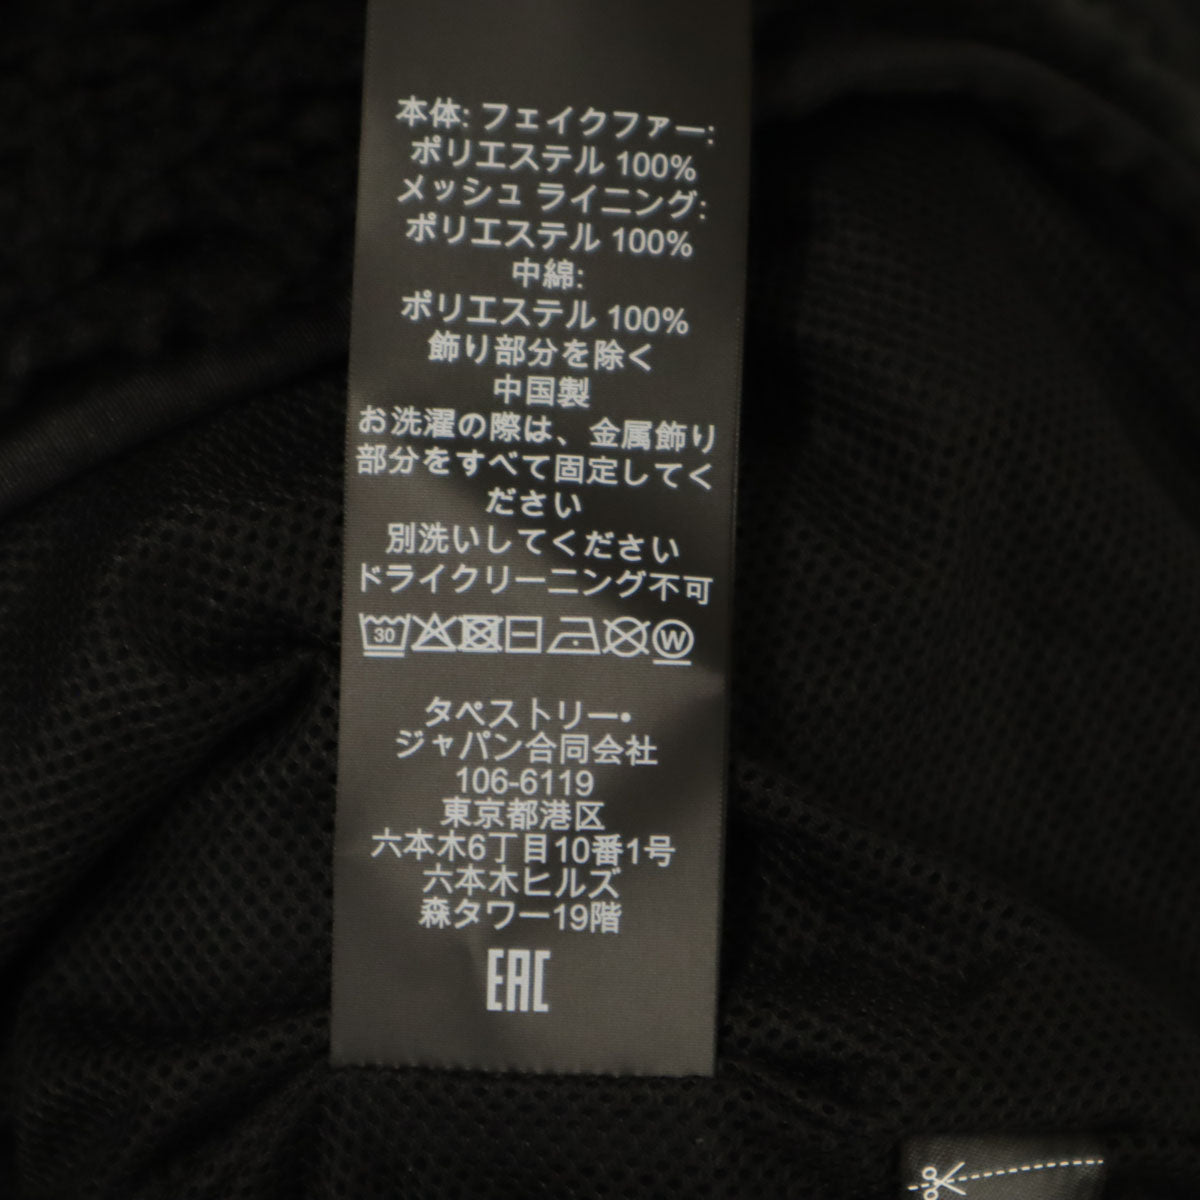 本体: フェイクファー:
ポリエステル 100%
メッシュ ライニング:
ポリエステル 100%
中綿:
ポリエステル 100%
飾り部分を除く
中国製
お洗濯の際は、金属飾り
部分をすべて固定してく
ださい
別洗いしてください
ドライクリーニング不可
30 W
タペストリー•
ジャパン合同会社
106-6119
東京都港区
六本木6丁目10番1号
六本木ヒルズ
森タワー19階
EAC